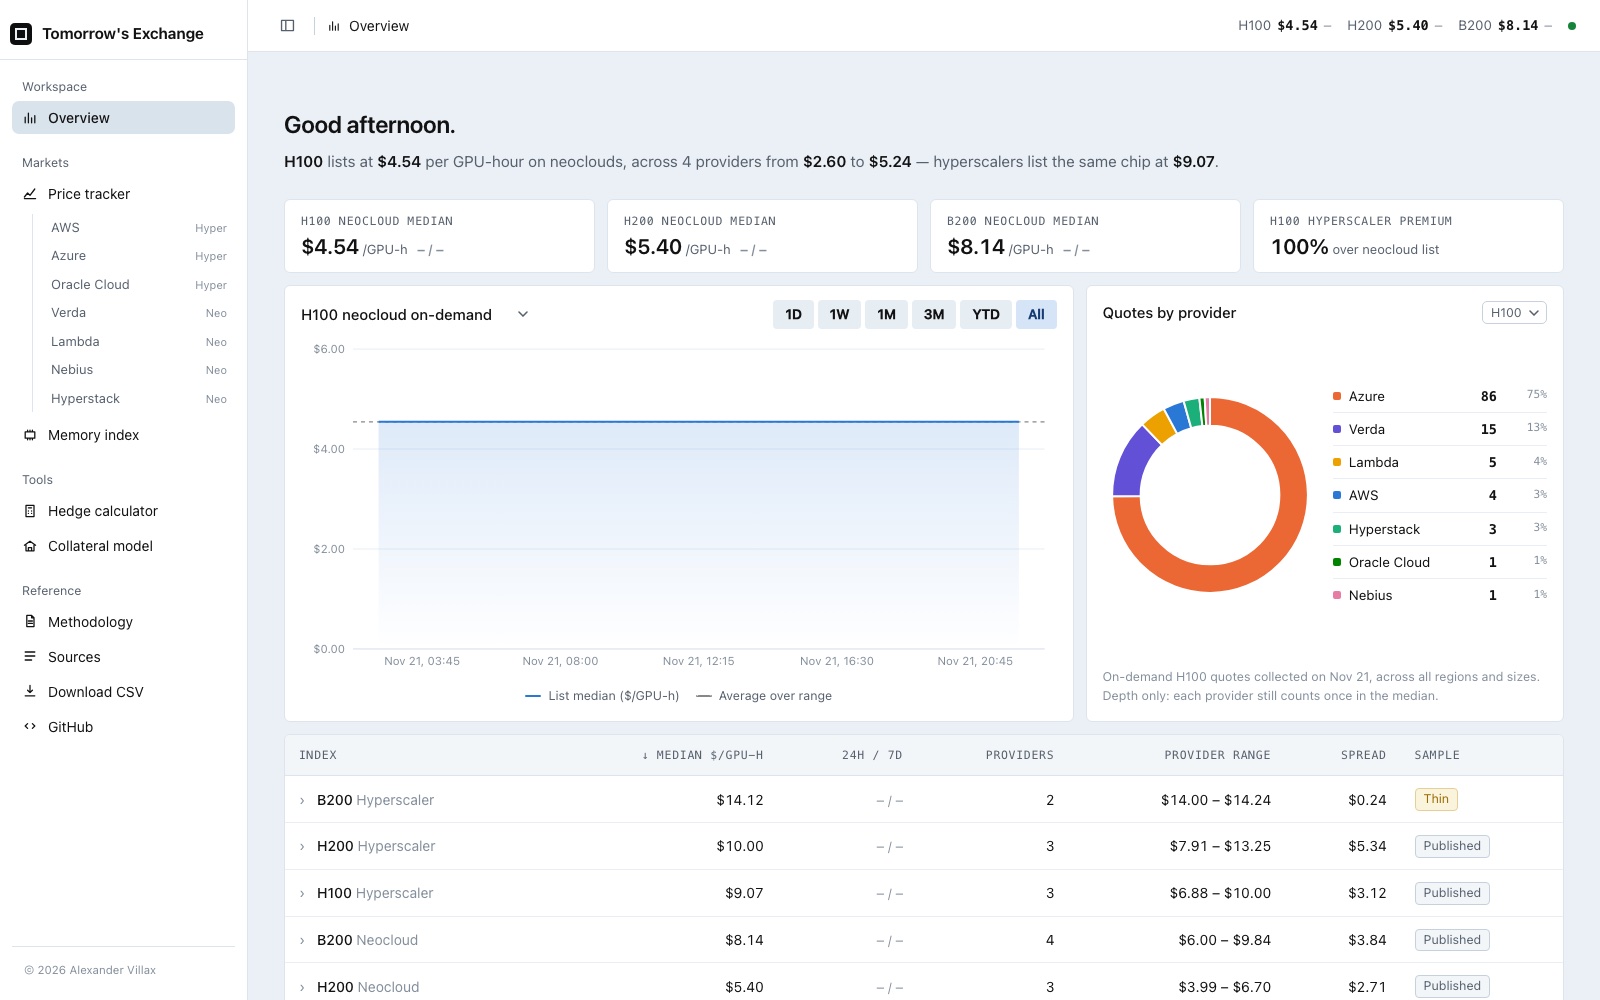 Tomorrow's Exchange
Workspace
Overview
Markets
Price tracker
AWS Hyper
Azure Hyper
Oracle Cloud Hyper
Verda Neo
Lambda Neo
Nebius Neo
Hyperstack Neo
Memory index
Tools
Hedge calculator
Collateral model
Reference
Methodology
Sources
Download CSV
GitHub
© 2026 Alexander Villax
Overview
H100 $4.54 – H200 $5.40 – B200 $8.14 –
Good afternoon.
H100 lists at $4.54 per GPU-hour on neoclouds, across 4 providers from $2.60 to $5.24 — hyperscalers list the same chip at $9.07.
H100 NEOCLOUD MEDIAN
$4.54 /GPU-h – / –
H200 NEOCLOUD MEDIAN
$5.40 /GPU-h – / –
B200 NEOCLOUD MEDIAN
$8.14 /GPU-h – / –
H100 HYPERSCALER PREMIUM
100% over neocloud list
H100 neocloud on-demand
1D 1W 1M 3M YTD All
$6.00
$4.00
$2.00
$0.00
Nov 21, 03:45 Nov 21, 08:00 Nov 21, 12:15 Nov 21, 16:30 Nov 21, 20:45
List median ($/GPU-h) Average over range
Quotes by provider
H100
Azure 86 75%
Verda 15 13%
Lambda 5 4%
AWS 4 3%
Hyperstack 3 3%
Oracle Cloud 1 1%
Nebius 1 1%
On-demand H100 quotes collected on Nov 21, across all regions and sizes.
Depth only: each provider still counts once in the median.
INDEX ↓ MEDIAN $/GPU-H 24H / 7D PROVIDERS PROVIDER RANGE SPREAD SAMPLE
› B200 Hyperscaler $14.12 – / – 2 $14.00 – $14.24 $0.24 Thin
› H200 Hyperscaler $10.00 – / – 3 $7.91 – $13.25 $5.34 Published
› H100 Hyperscaler $9.07 – / – 3 $6.88 – $10.00 $3.12 Published
› B200 Neocloud $8.14 – / – 4 $6.00 – $9.84 $3.84 Published
› H200 Neocloud $5.40 – / – 3 $3.99 – $6.70 $2.71 Published